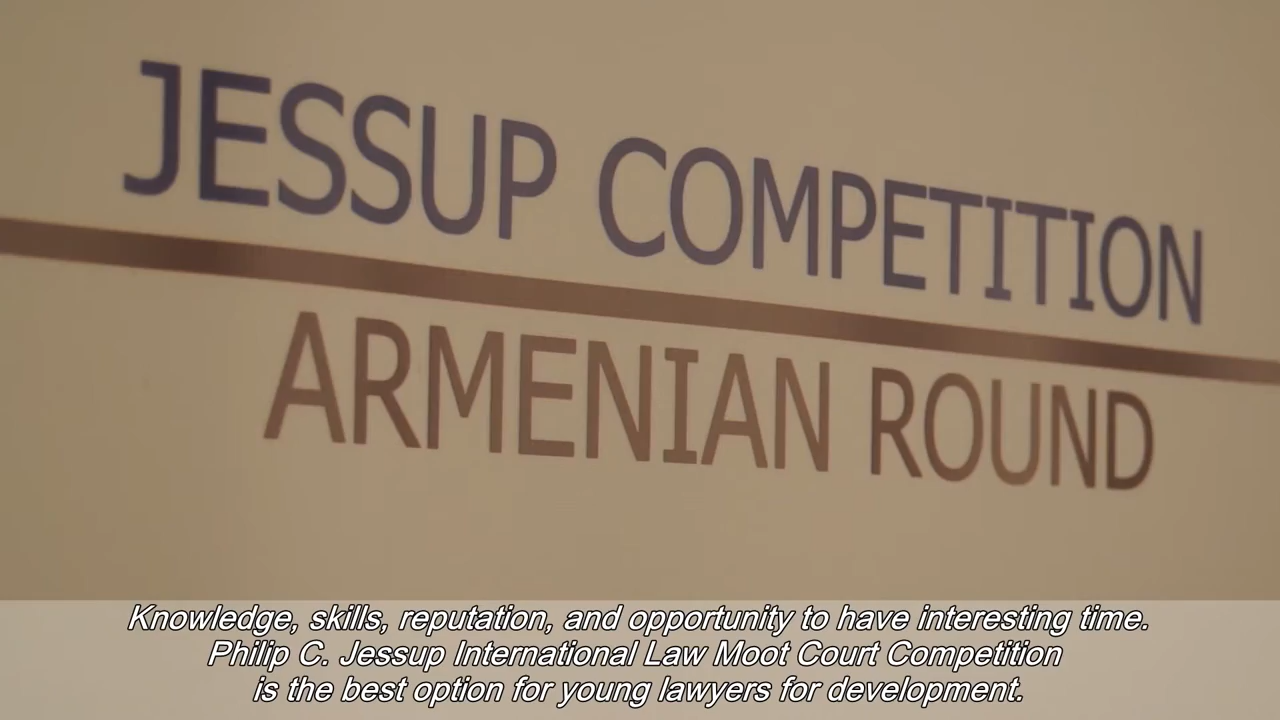 JESSUP COMPETITION
ARMENIAN ROUND
Knowledge, skills, reputation, and opportunity to have interesting time.
Philip C. Jessup International Law Moot Court Competition
is the best option for young lawyers for development.